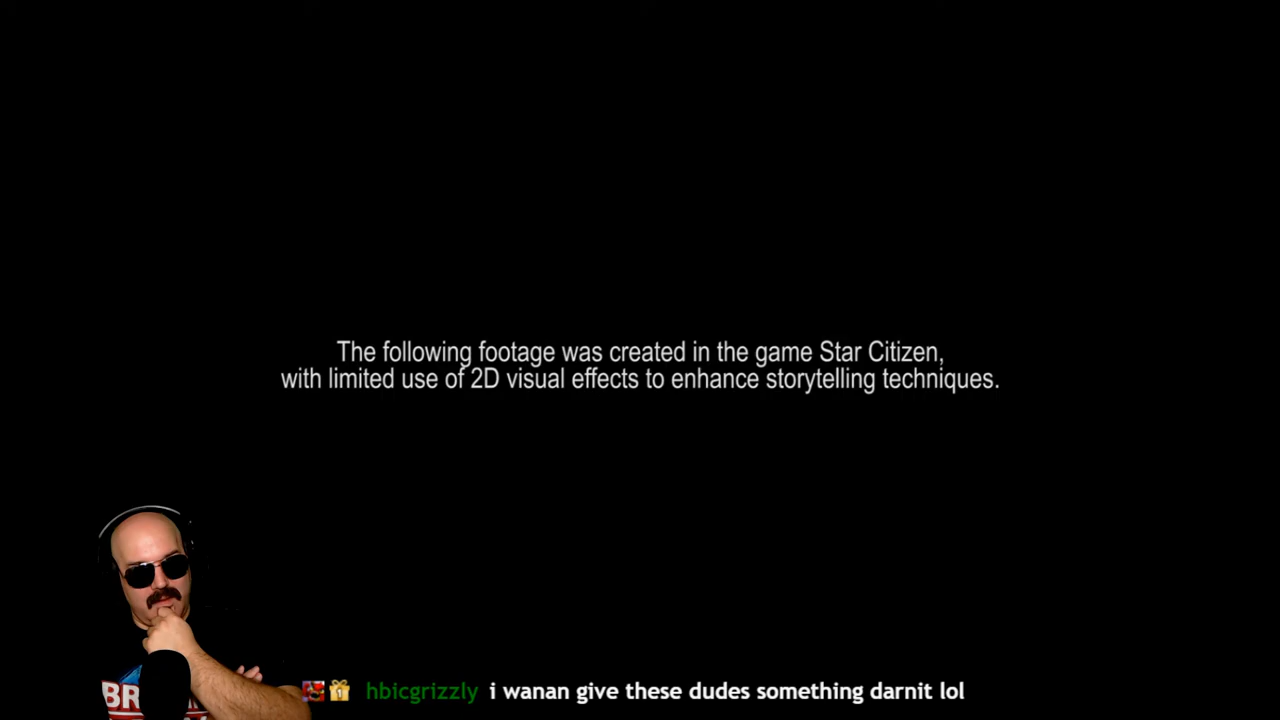 The following footage was created in the game Star Citizen,
with limited use of 2D visual effects to enhance storytelling techniques.
hbicgrizzly i wanan give these dudes something darnit lol